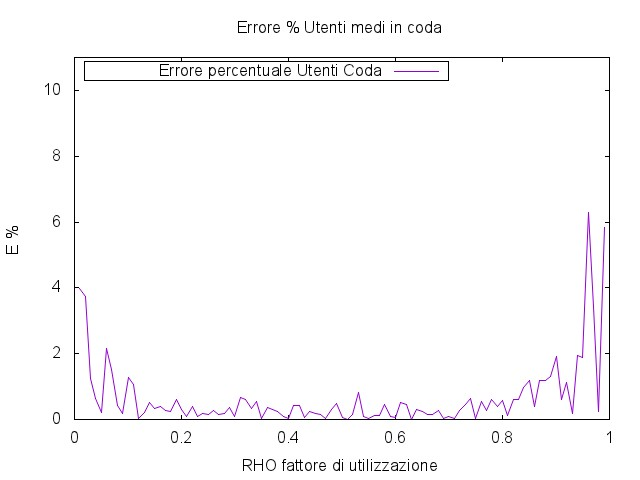 Errore % Utenti medi in coda
Errore percentuale Utenti Coda
10
8
6
4
2
0
E %
0 0.2 0.4 0.6 0.8 1
RHO fattore di utilizzazione